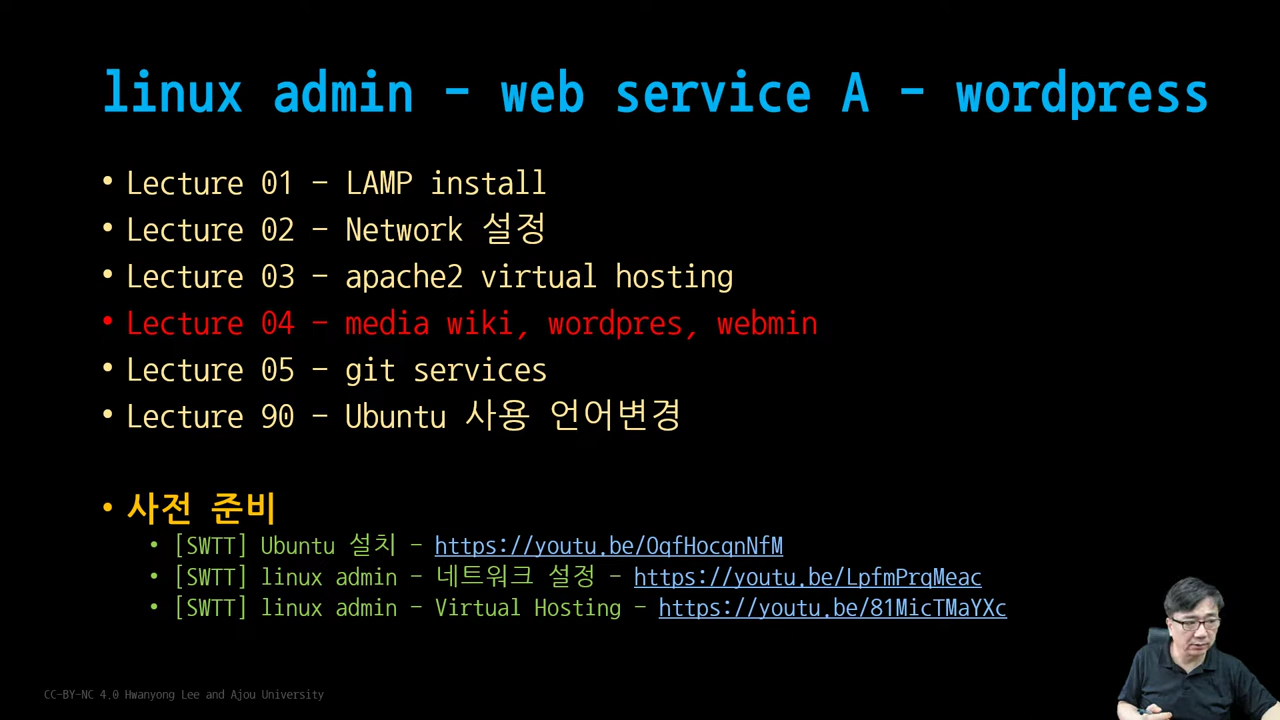 linux admin - web service A - wordpress
• Lecture 01 - LAMP install
• Lecture 02 - Network 설정
• Lecture 03 - apache2 virtual hosting
• Lecture 04 - media wiki, wordpres, webmin
• Lecture 05 - git services
• Lecture 90 - Ubuntu 사용 언어변경
• 사전 준비
• [SWTT] Ubuntu 설치 - https://youtu.be/OqfHocqnNfM
• [SWTT] linux admin - 네트워크 설정 - https://youtu.be/LpfmPrqMeac
• [SWTT] linux admin - Virtual Hosting - https://youtu.be/81MicTMaYXc
CC-BY-NC 4.0 Hwanyong Lee and Ajou University